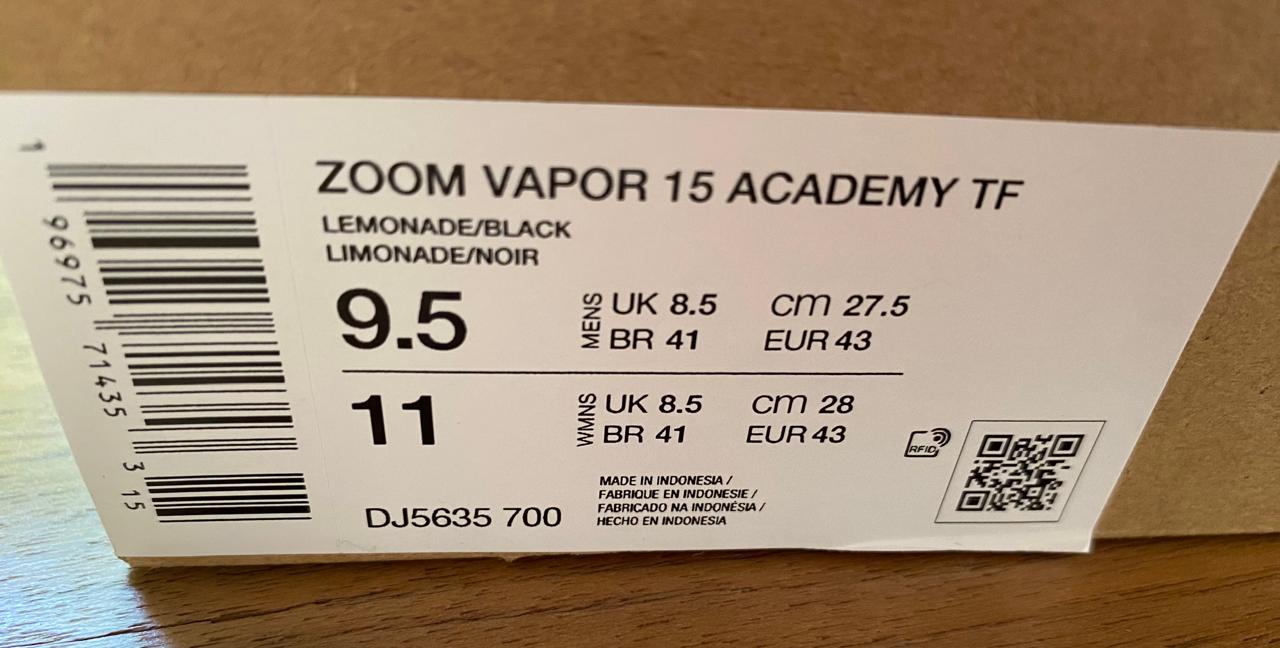 1 96975 71435 3 15
ZOOM VAPOR 15 ACADEMY TF
LEMONADE/BLACK
LIMONADE/NOIR
9.5
MENS
UK 8.5 cm 27.5
BR 41 EUR 43
11
WMNS
UK 8.5 cm 28
BR 41 EUR 43
RFID
MADE IN INDONESIA /
FABRIQUE EN INDONESIE /
FABRICADO NA INDONÉSIA /
HECHO EN INDONESIA
DJ5635 700